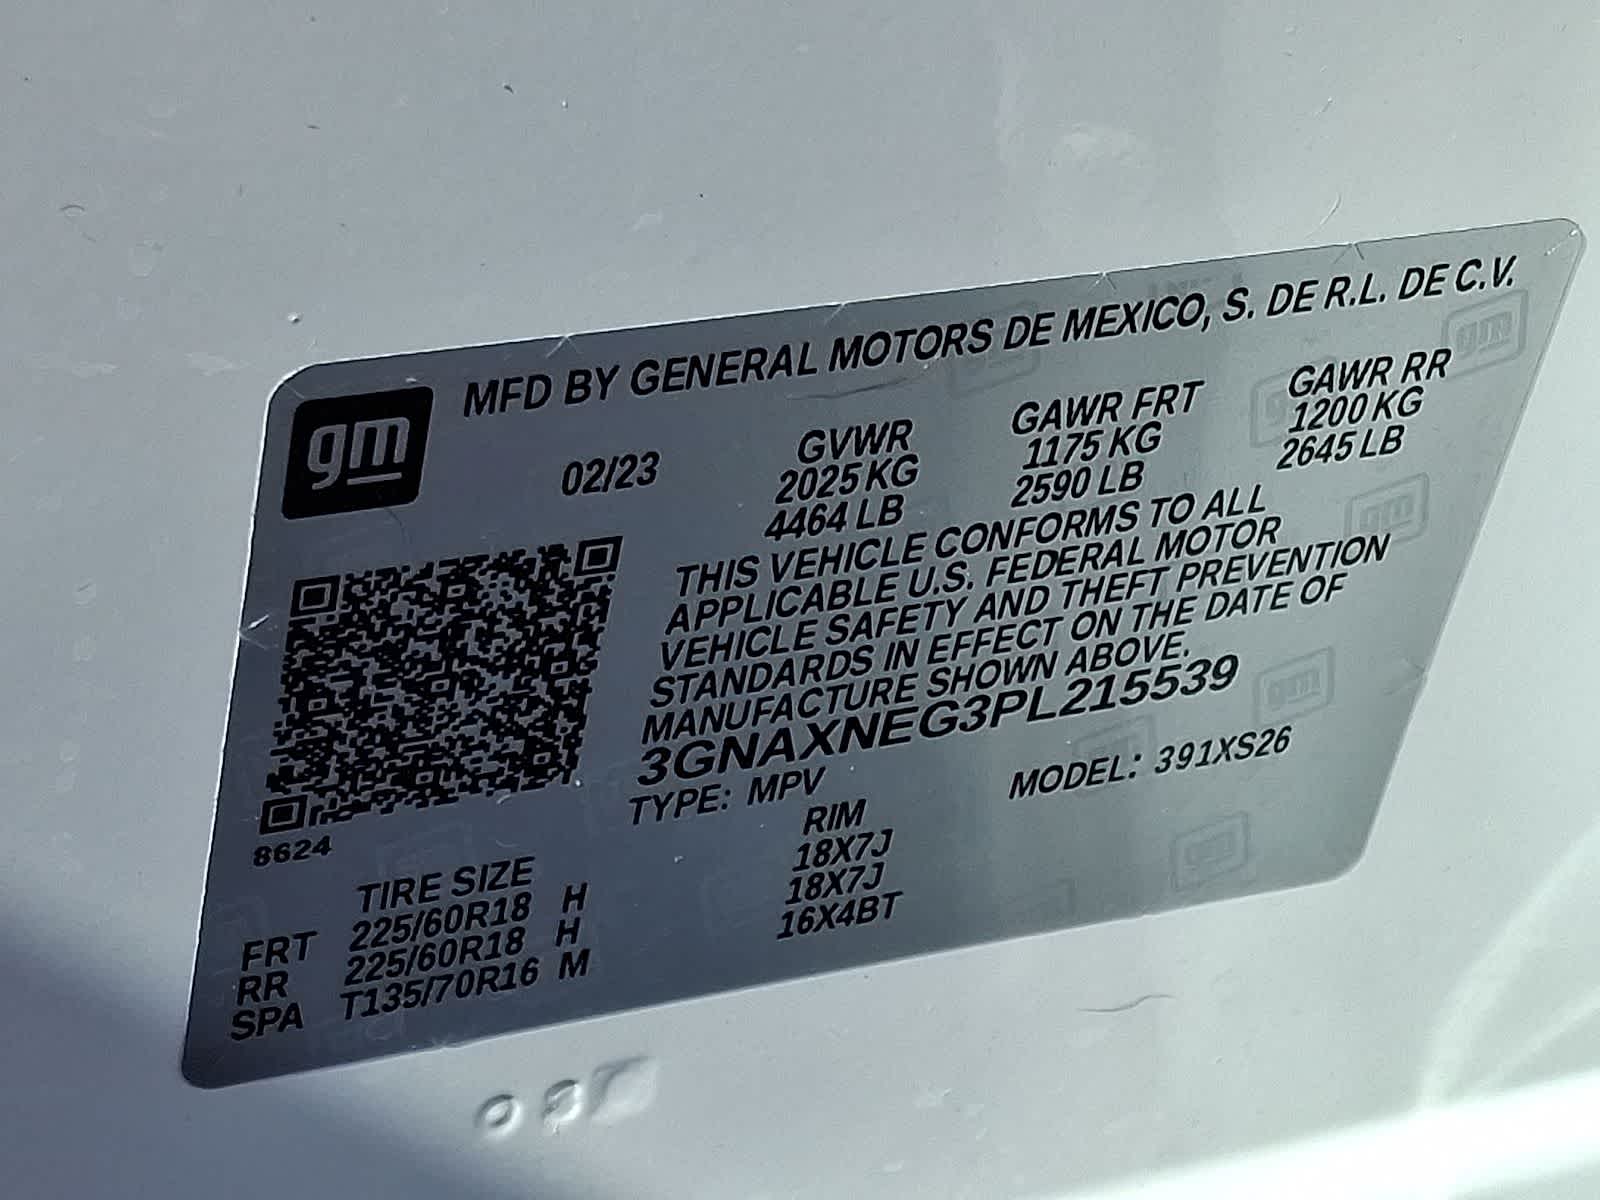 gm
MFD BY GENERAL MOTORS DE MEXICO, S. DE R.L. DE C.V.
02/23 GVWR GAWR FRT GAWR RR
2025 KG 1175 KG 1200 KG
4464 LB 2590 LB 2645 LB
THIS VEHICLE CONFORMS TO ALL
APPLICABLE U.S. FEDERAL MOTOR
VEHICLE SAFETY AND THEFT PREVENTION
STANDARDS IN EFFECT ON THE DATE OF
MANUFACTURE SHOWN ABOVE.
3GNAXNEG3PL215539
TYPE: MPV MODEL: 391XS26
8624
TIRE SIZE RIM
FRT 225/60R18 H 18X7J
RR 225/60R18 H 18X7J
SPA T135/70R16 M 16X4BT